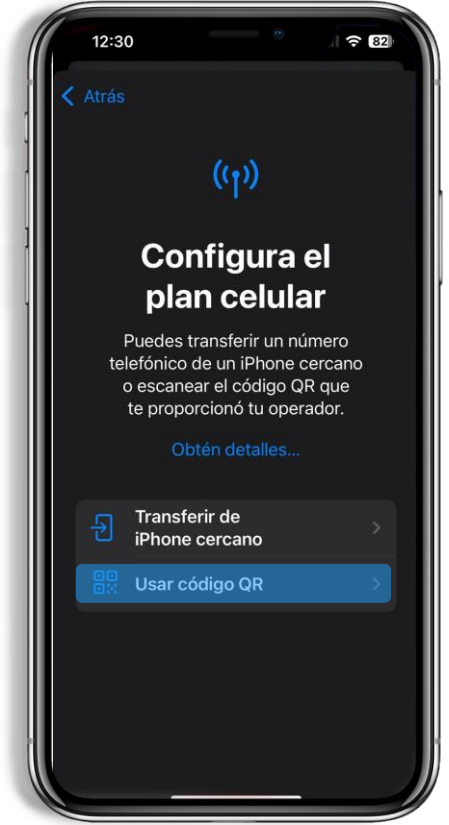 12:30
82
Atrás
Configura el
plan celular
Puedes transferir un número
telefónico de un iPhone cercano
o escanear el código QR que
te proporcionó tu operador.
Obtén detalles...
Transferir de
iPhone cercano
Usar código QR